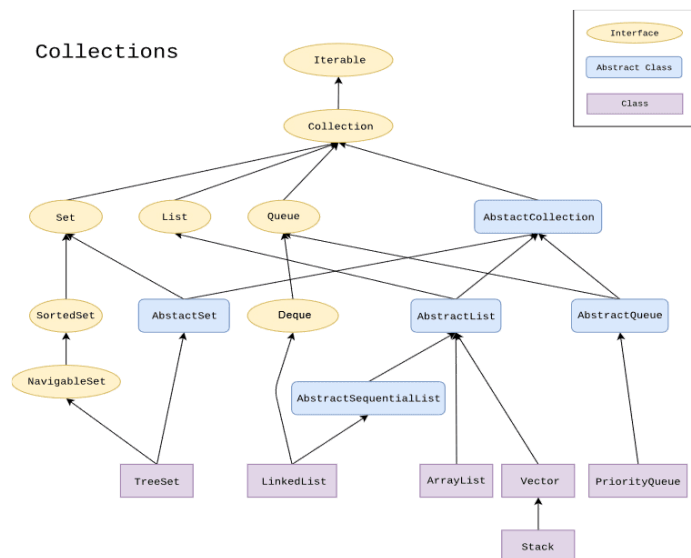 Collections
Interface
Abstract Class
Class
Iterable
Collection
Set
List
Queue
AbstactCollection
SortedSet
AbstactSet
Deque
AbstractList
AbstractQueue
NavigableSet
AbstractSequentialList
TreeSet
LinkedList
ArrayList
Vector
PriorityQueue
Stack